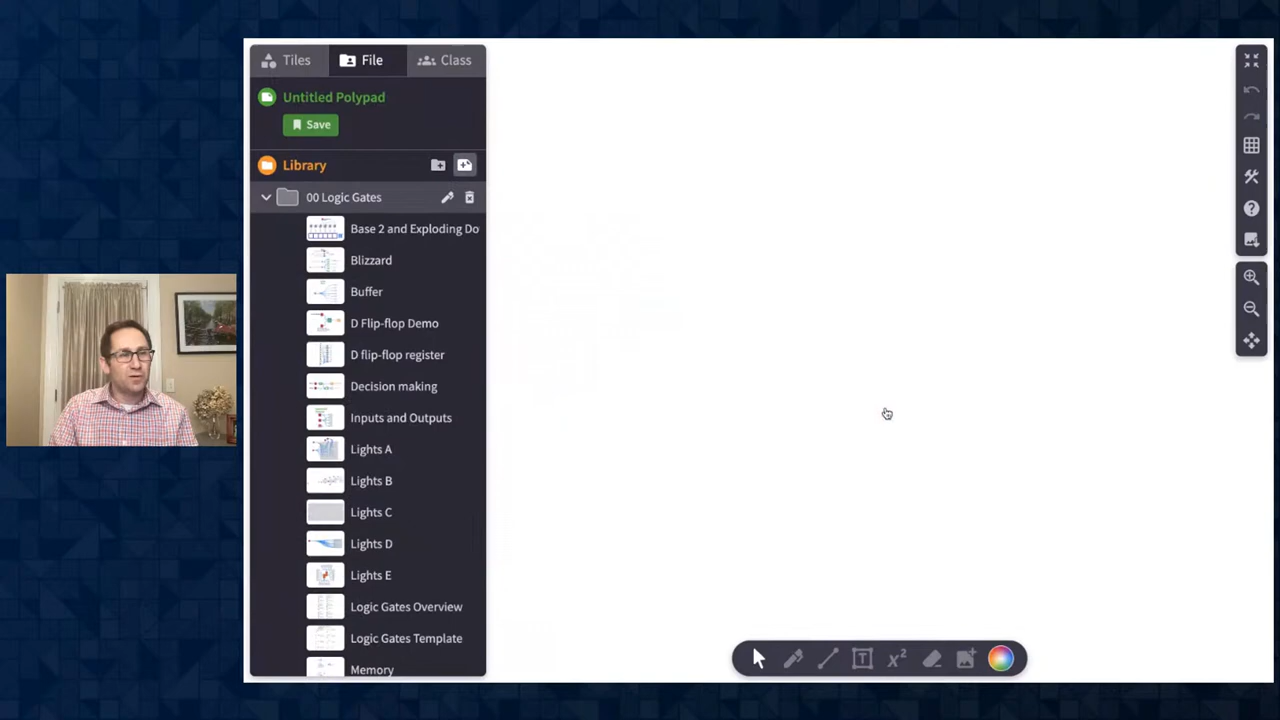 Tiles
File
Class
Untitled Polypad
Save
Library
00 Logic Gates
Base 2 and Exploding Do
Blizzard
Buffer
D Flip-flop Demo
D flip-flop register
Decision making
Inputs and Outputs
Lights A
Lights B
Lights C
Lights D
Lights E
Logic Gates Overview
Logic Gates Template
Memory
T
x²